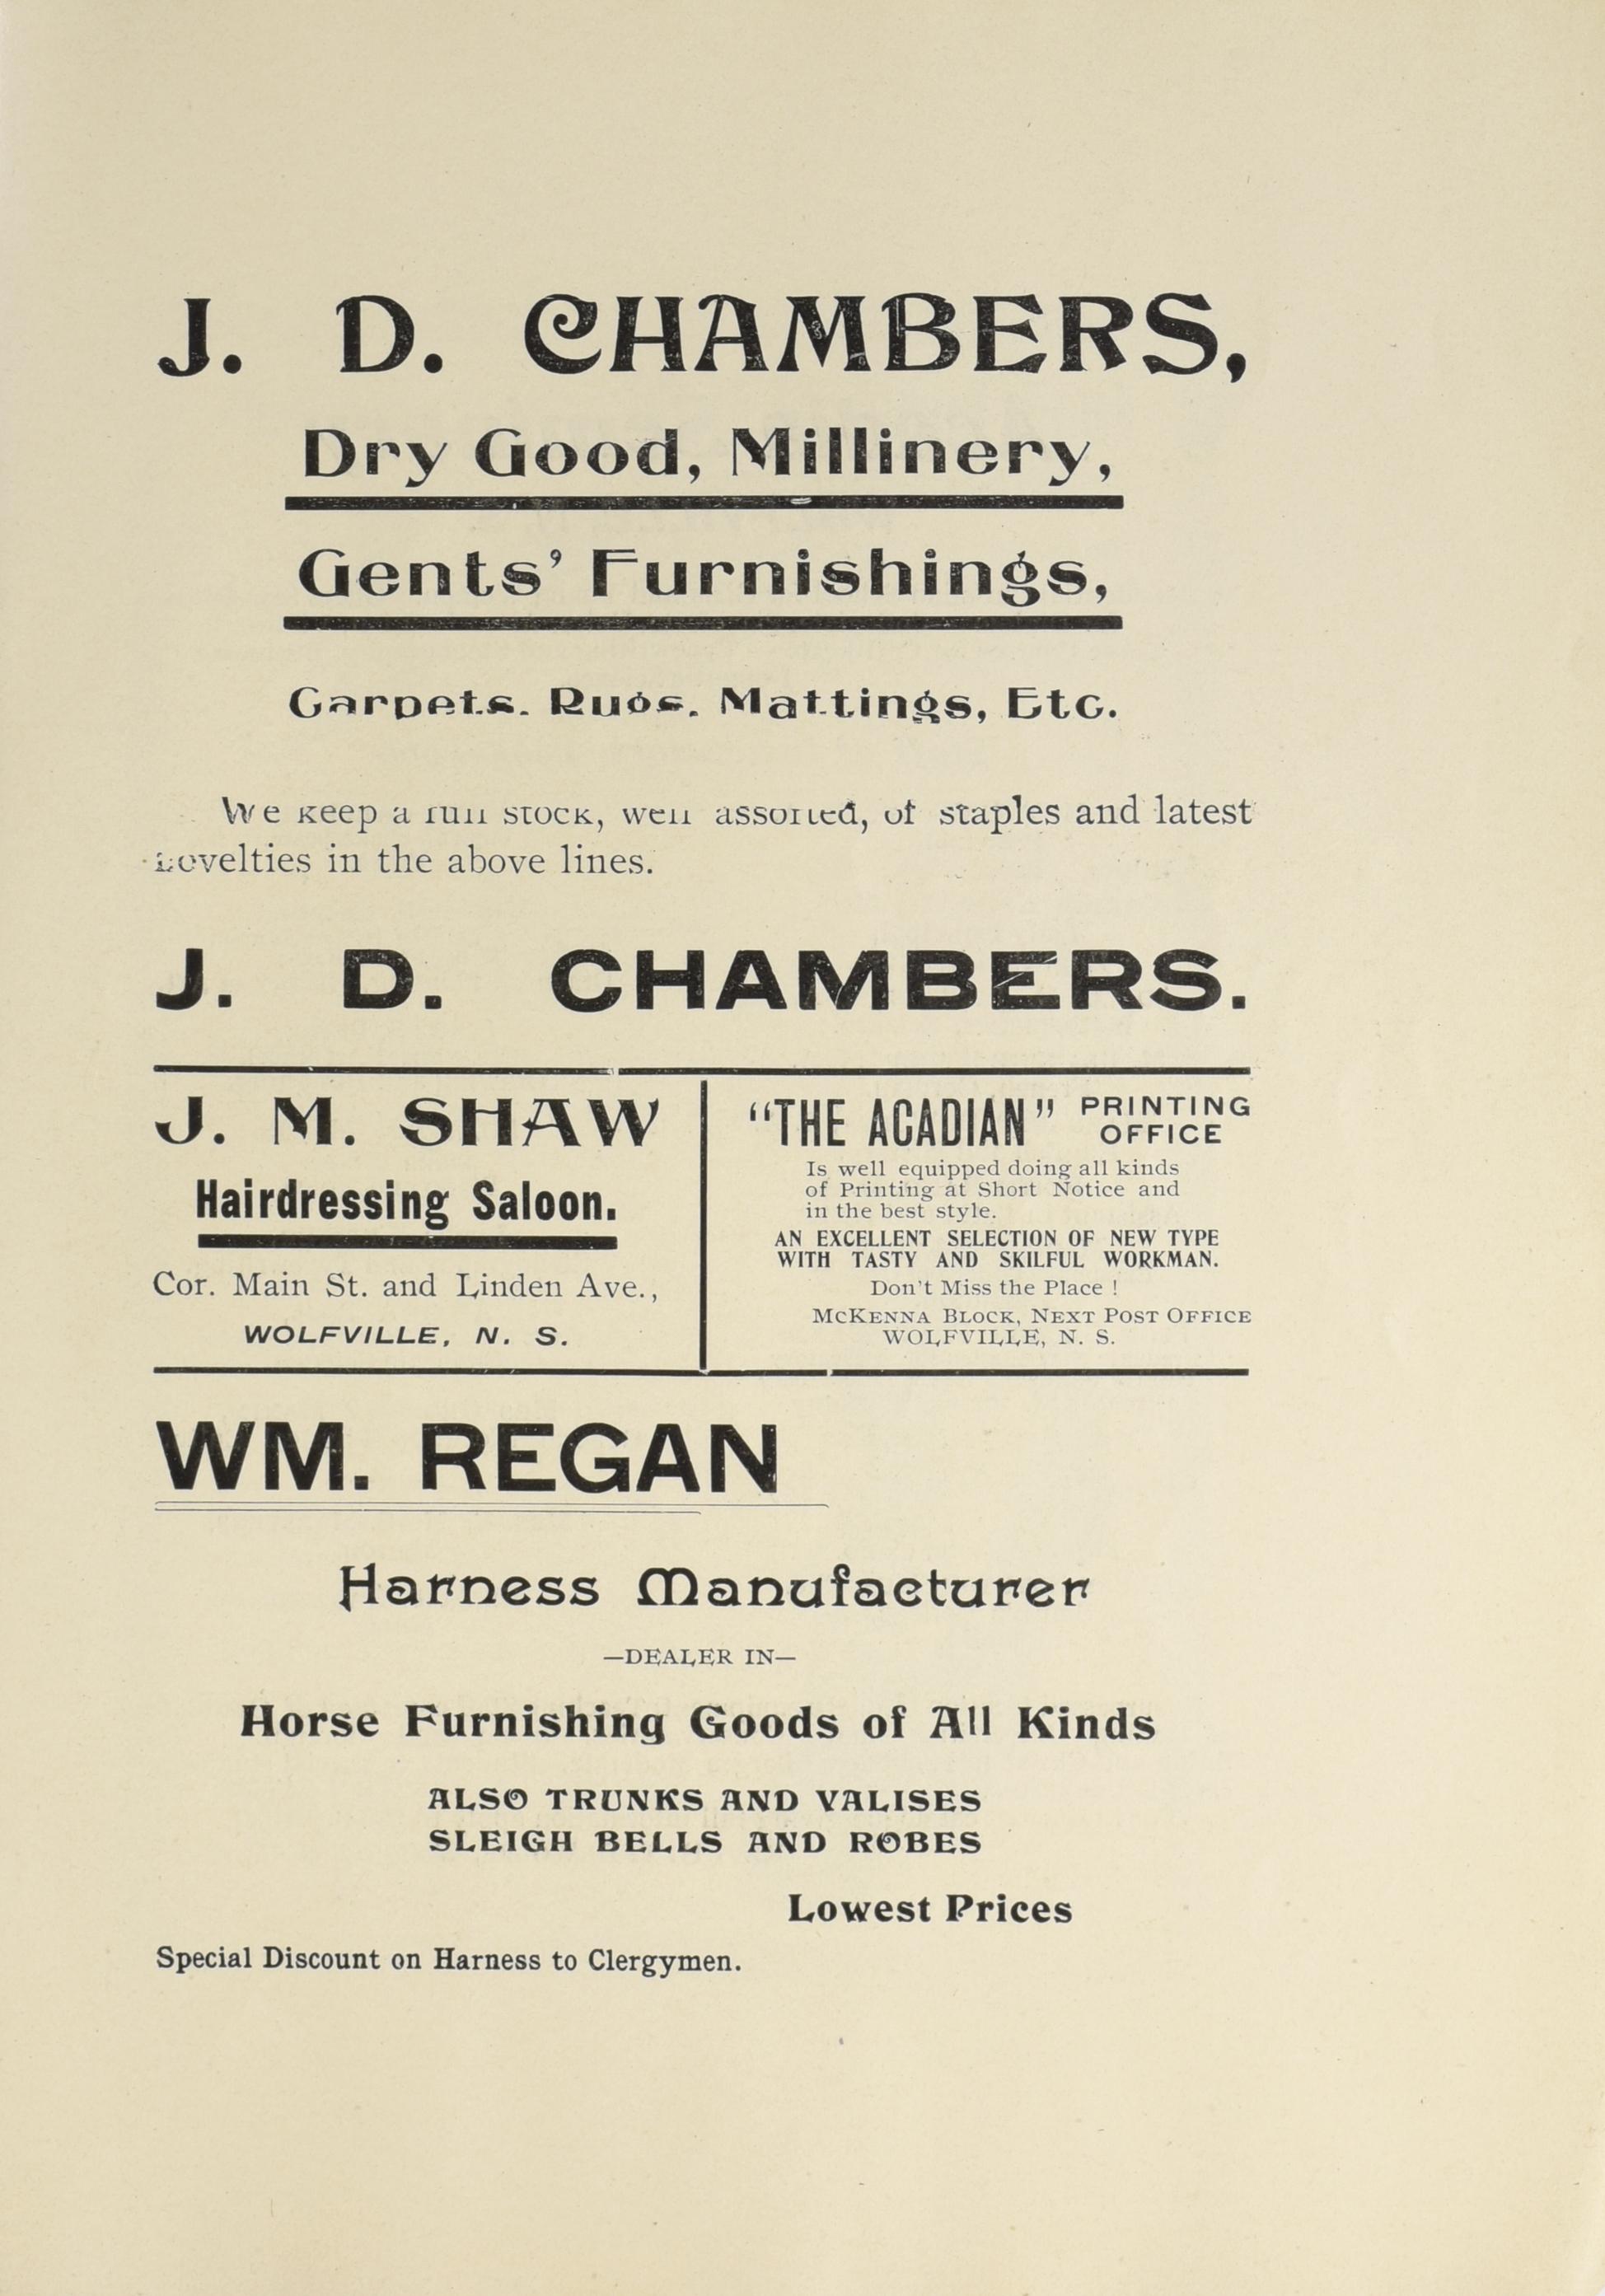 J. D. CHAMBERS,
Dry Good, Millinery,
Gents' Furnishings,
Carpets. Rugs. Mattings, Etc.
We keep a full stock, well assorted, of staples and latest
novelties in the above lines.
J. D. CHAMBERS.
J. M. SHAW
Hairdressing Saloon.
Cor. Main St. and Linden Ave.,
WOLFVILLE, N. S.
"THE ACADIAN" PRINTING
OFFICE
Is well equipped doing all kinds
of Printing at Short Notice and
in the best style.
AN EXCELLENT SELECTION OF NEW TYPE
WITH TASTY AND SKILFUL WORKMAN.
Don't Miss the Place !
McKENNA BLOCK, NEXT POST OFFICE
WOLFVILLE, N. S.
WM. REGAN
Harness Manufacturer
—DEALER IN—
Horse Furnishing Goods of All Kinds
ALSO TRUNKS AND VALISES
SLEIGH BELLS AND ROBES
Lowest Prices
Special Discount on Harness to Clergymen.